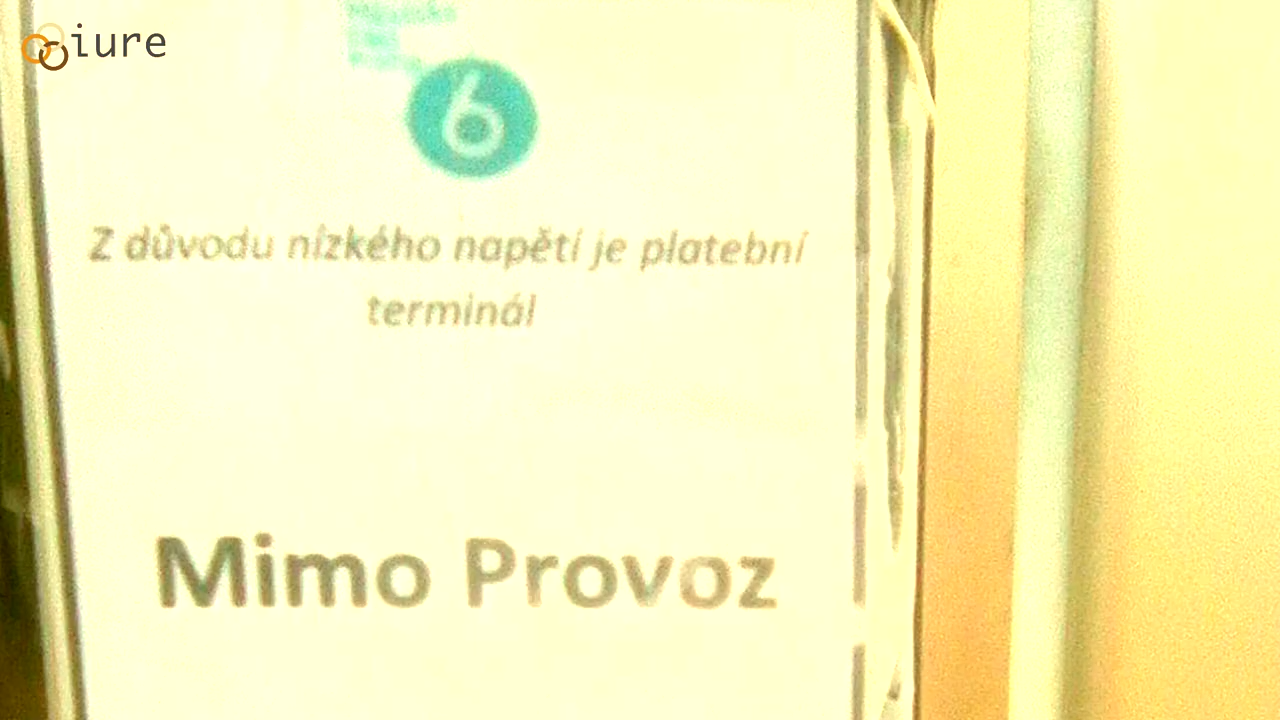 iure
6
Z důvodu nízkého napětí je platební
terminál
Mimo Provoz